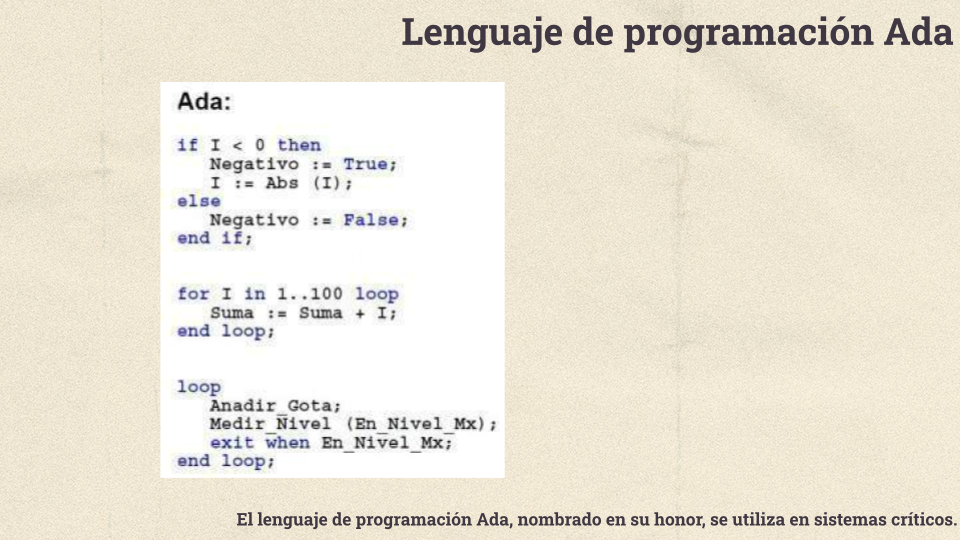 Lenguaje de programación Ada
Ada:
if I < 0 then
   Negativo := True;
   I := Abs (I);
else
   Negativo := False;
end if;
for I in 1..100 loop
   Suma := Suma + I;
end loop;
loop
   Anadir_Gota;
   Medir_Nivel (En_Nivel_Mx);
   exit when En_Nivel_Mx;
end loop;
El lenguaje de programación Ada, nombrado en su honor, se utiliza en sistemas críticos.